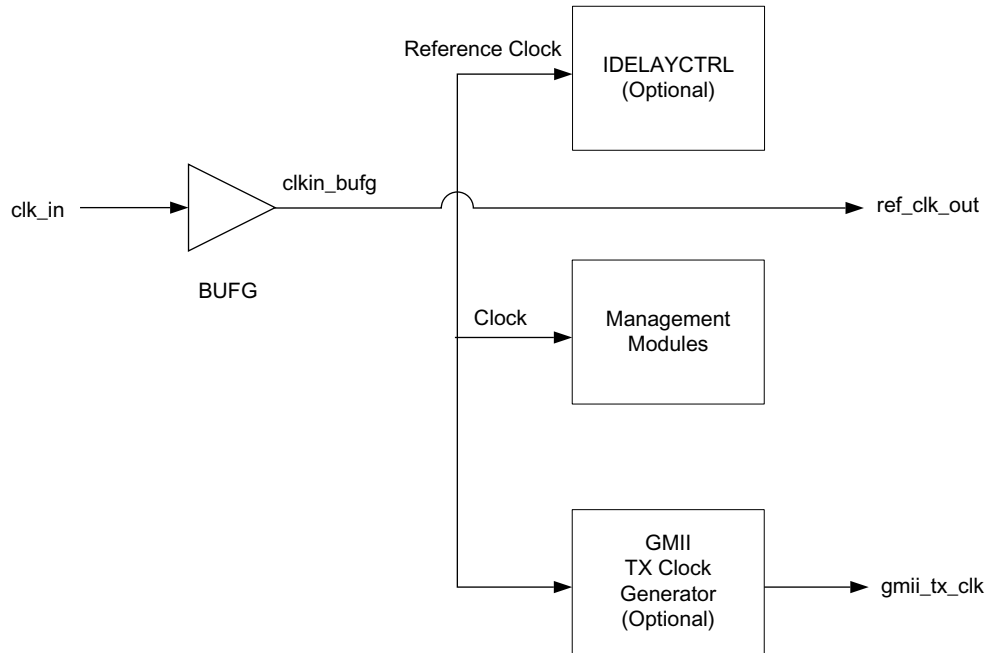 Reference Clock
IDELAYCTRL
(Optional)
clkin_bufg
clk_in
ref_clk_out
BUFG
Clock
Management
Modules
GMII
TX Clock
Generator
(Optional)
gmii_tx_clk